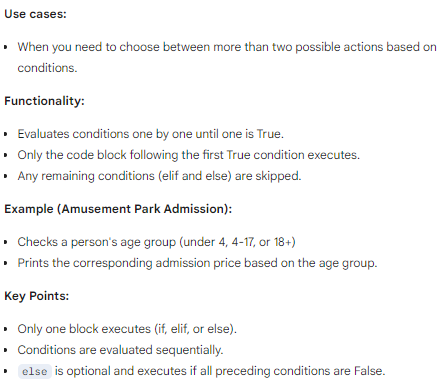 Use cases:
• When you need to choose between more than two possible actions based on
conditions.
Functionality:
• Evaluates conditions one by one until one is True.
• Only the code block following the first True condition executes.
• Any remaining conditions (elif and else) are skipped.
Example (Amusement Park Admission):
• Checks a person's age group (under 4, 4-17, or 18+)
• Prints the corresponding admission price based on the age group.
Key Points:
• Only one block executes (if, elif, or else).
• Conditions are evaluated sequentially.
• else is optional and executes if all preceding conditions are False.